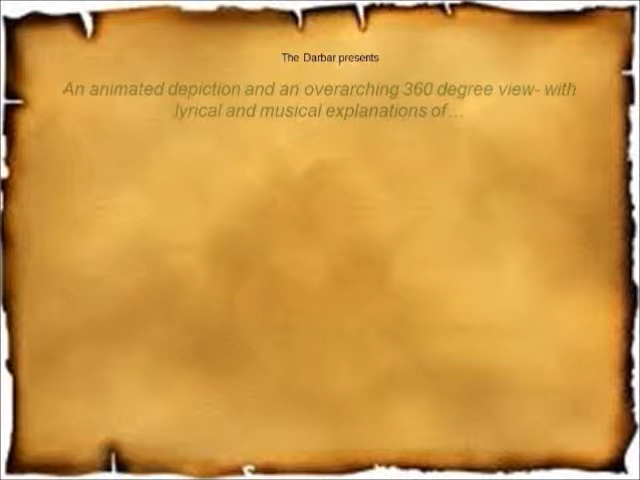 The Darbar presents
An animated depiction and an overarching 360 degree view- with
lyrical and musical explanations of…